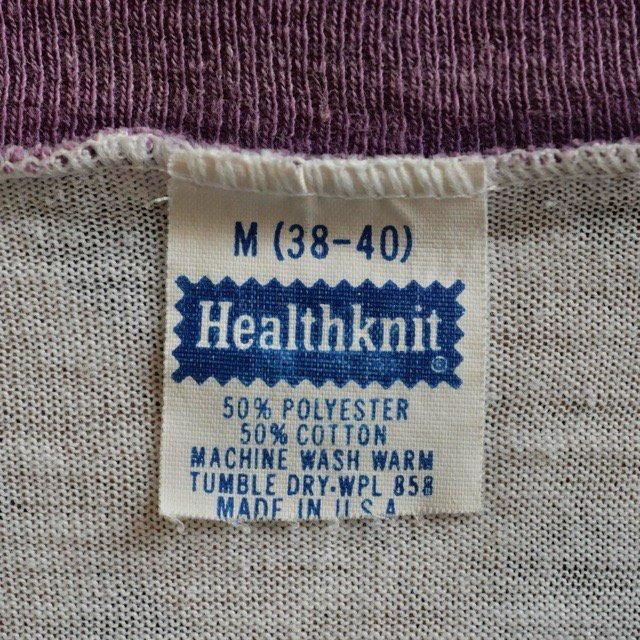 M (38-40)
Healthknit
®
50% POLYESTER
50% COTTON
MACHINE WASH WARM
TUMBLE DRY-WPL 858
MADE IN U.S.A.